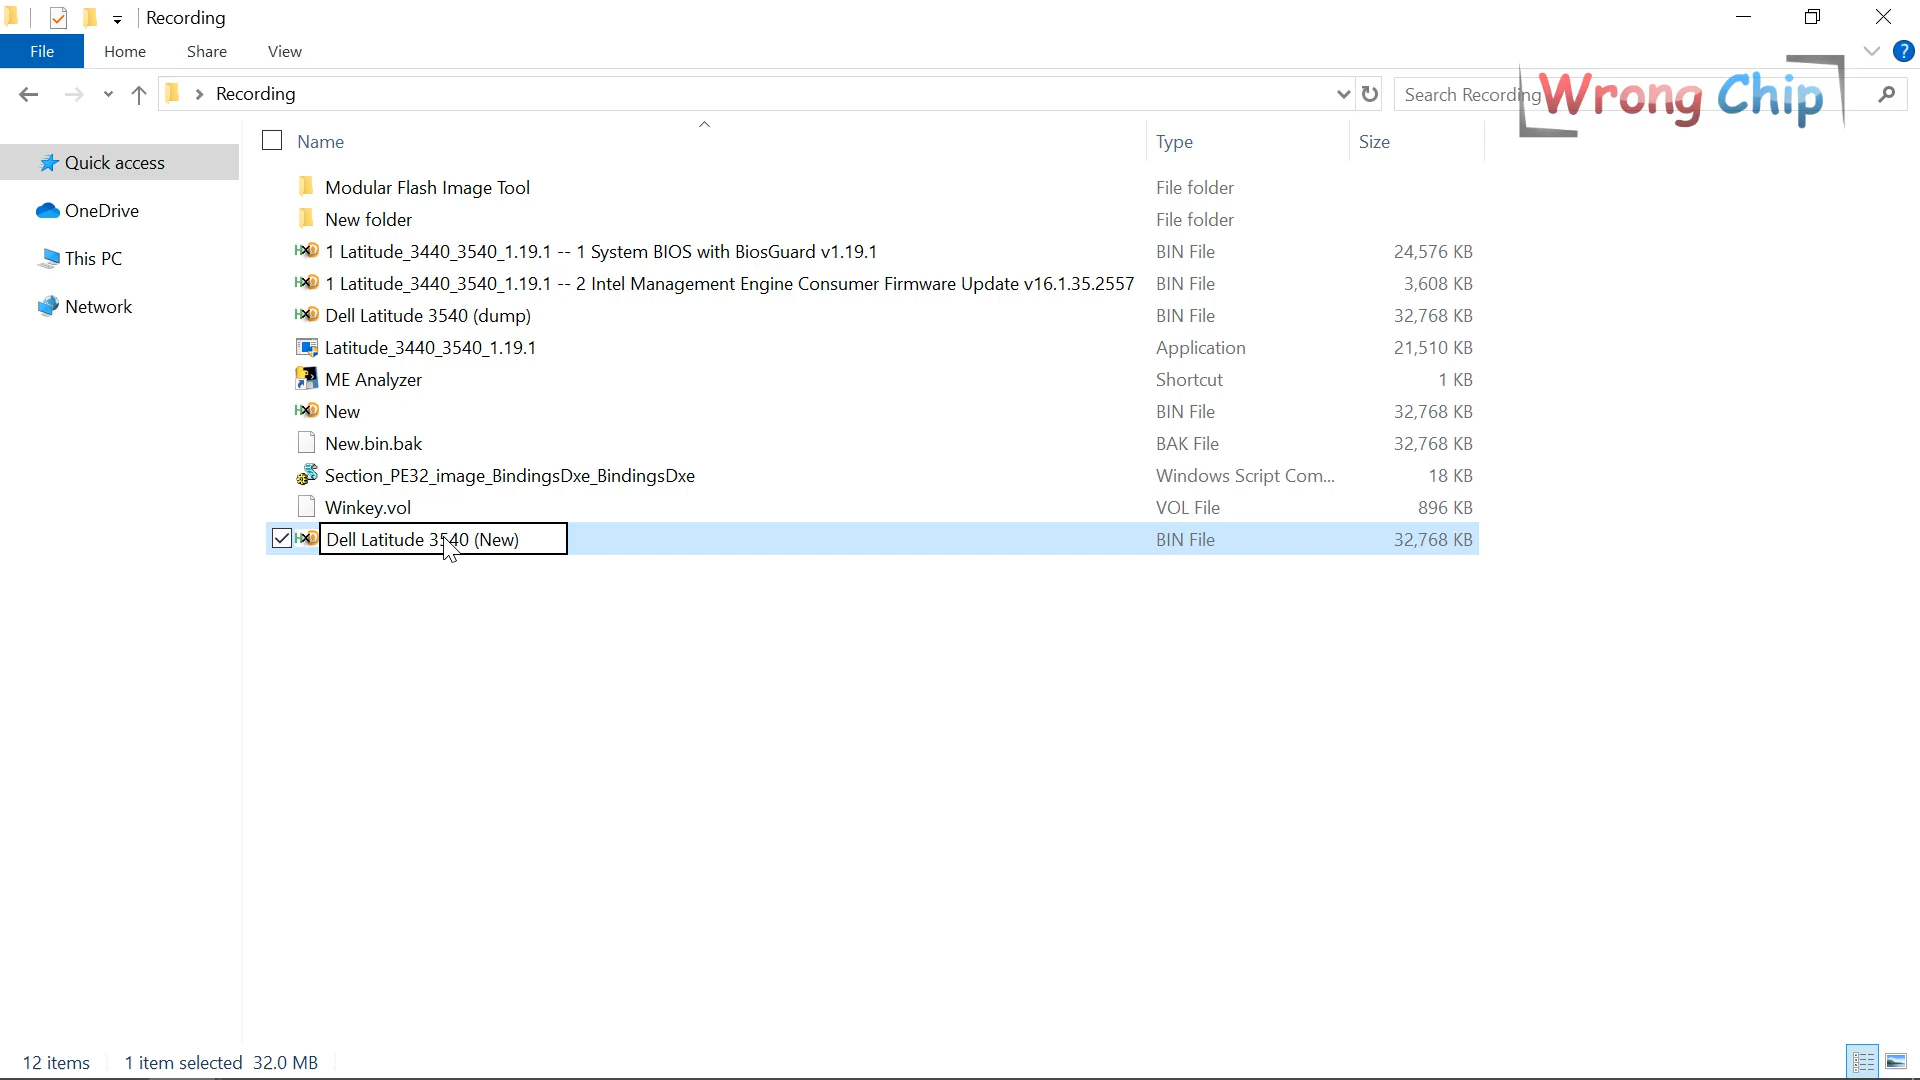 Recording
File Home Share View
Recording
Search Recording
Wrong Chip
Name Type Size
Quick access
OneDrive
This PC
Network
Modular Flash Image Tool File folder
New folder File folder
1 Latitude_3440_3540_1.19.1 -- 1 System BIOS with BiosGuard v1.19.1 BIN File 24,576 KB
1 Latitude_3440_3540_1.19.1 -- 2 Intel Management Engine Consumer Firmware Update v16.1.35.2557 BIN File 3,608 KB
Dell Latitude 3540 (dump) BIN File 32,768 KB
Latitude_3440_3540_1.19.1 Application 21,510 KB
ME Analyzer Shortcut 1 KB
New BIN File 32,768 KB
New.bin.bak BAK File 32,768 KB
Section_PE32_image_BindingsDxe_BindingsDxe Windows Script Com... 18 KB
Winkey.vol VOL File 896 KB
Dell Latitude 3540 (New) BIN File 32,768 KB
12 items 1 item selected 32.0 MB